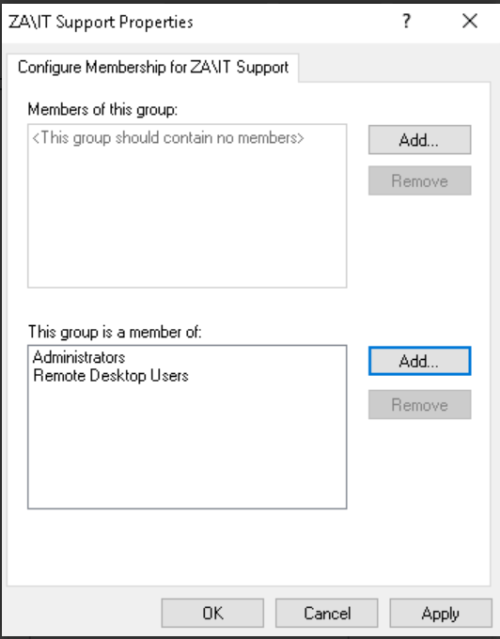 ZA\IT Support Properties
?
Configure Membership for ZA\IT Support
Members of this group:
<This group should contain no members>
Add...
Remove
This group is a member of:
Administrators
Remote Desktop Users
Add...
Remove
OK
Cancel
Apply